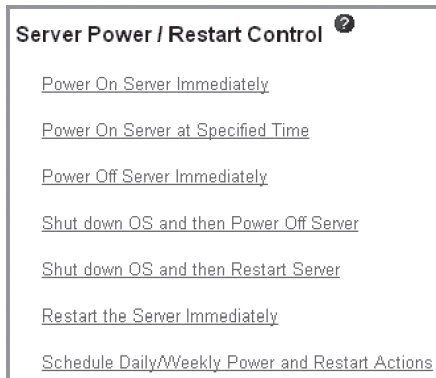 Server Power / Restart Control ?
Power On Server Immediately
Power On Server at Specified Time
Power Off Server Immediately
Shut down OS and then Power Off Server
Shut down OS and then Restart Server
Restart the Server Immediately
Schedule Daily/Weekly Power and Restart Actions